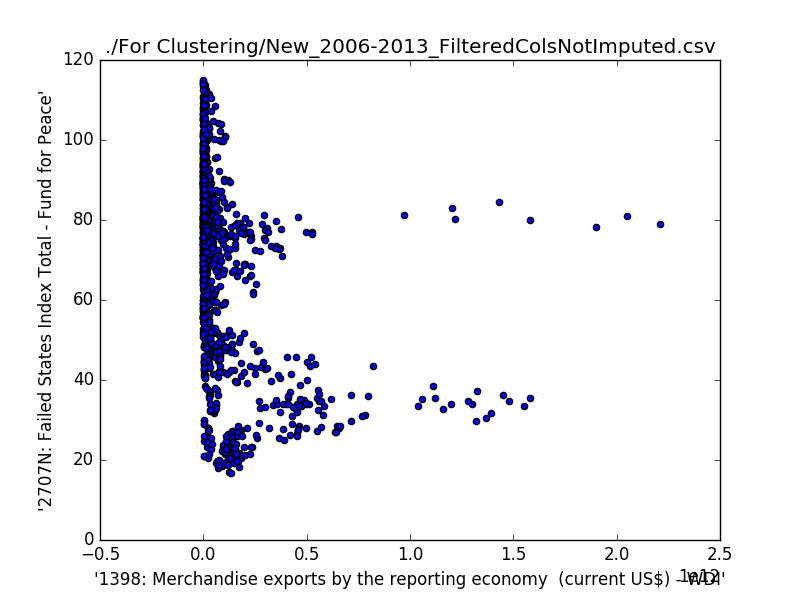 ./For Clustering/New_2006-2013_FilteredColsNotImputed.csv
120
100
80
60
40
20
0
'2707N: Failed States Index Total - Fund for Peace'
−0.5 0.0 0.5 1.0 1.5 2.0 2.5
1e12
'1398: Merchandise exports by the reporting economy  (current US$) - WDI'